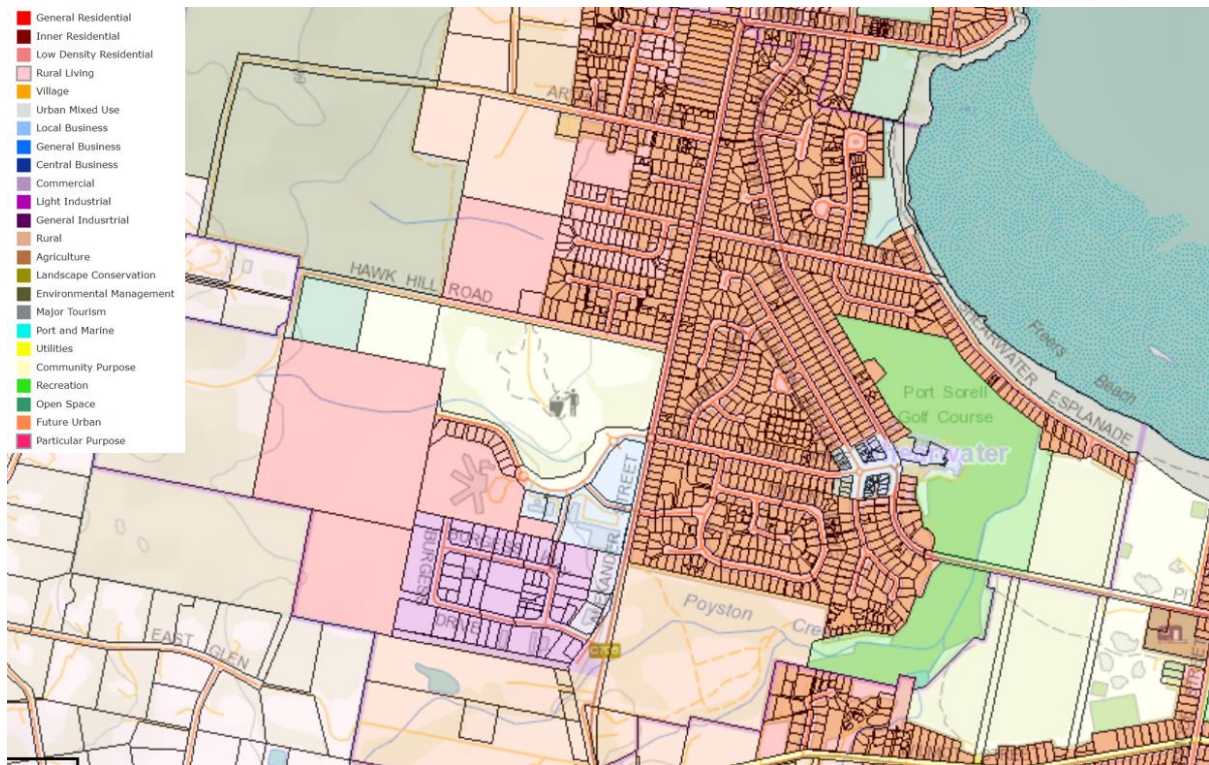 General Residential
Inner Residential
Low Density Residential
Rural Living
Village
Urban Mixed Use
Local Business
General Business
Central Business
Commercial
Light Industrial
General Indusrtrial
Rural
Agriculture
Landscape Conservation
Environmental Management
Major Tourism
Port and Marine
Utilities
Community Purpose
Recreation
Open Space
Future Urban
Particular Purpose
HAWK HILL ROAD
Freers
Beach
ESPLANADE
Port Sorell
Golf Course
STREET
ALEXANDER
BURGESS
BURGESS
DRIVE
Poyston
Creek
EAST
GLEN